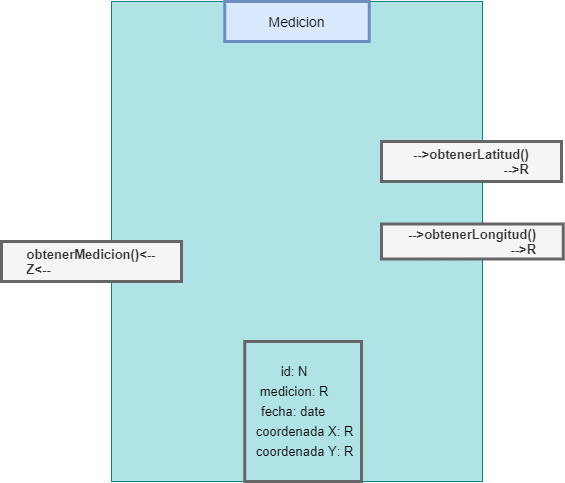 Medicion
-->obtenerLatitud()
-->R
-->obtenerLongitud()
-->R
obtenerMedicion()<--
Z<--
id: N
medicion: R
fecha: date
coordenada X: R
coordenada Y: R